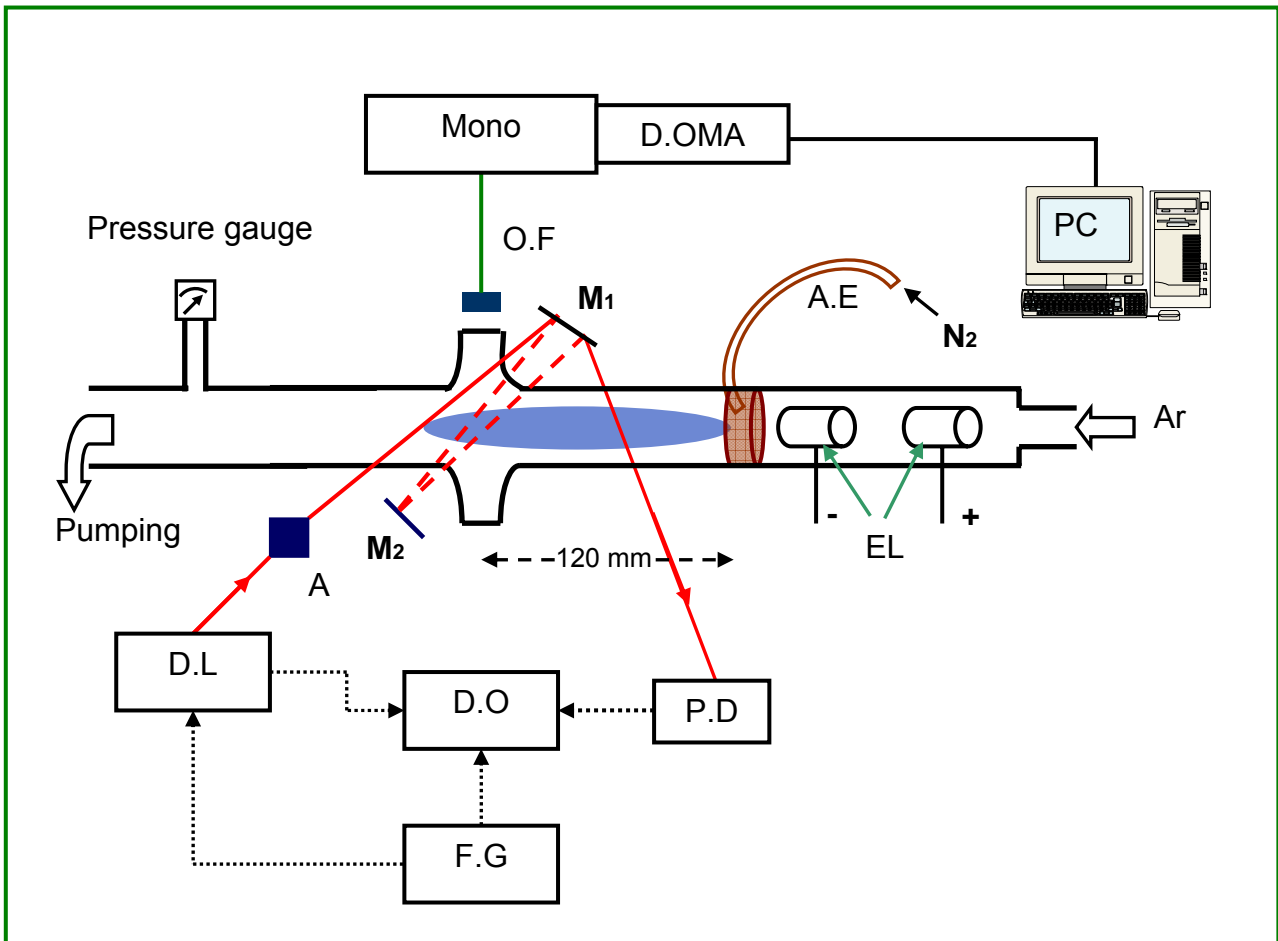 Mono
D.OMA
PC
Pressure gauge
O.F
M1
A.E
N2
Ar
Pumping
M2
- +
120 mm
EL
A
D.L
D.O
P.D
F.G